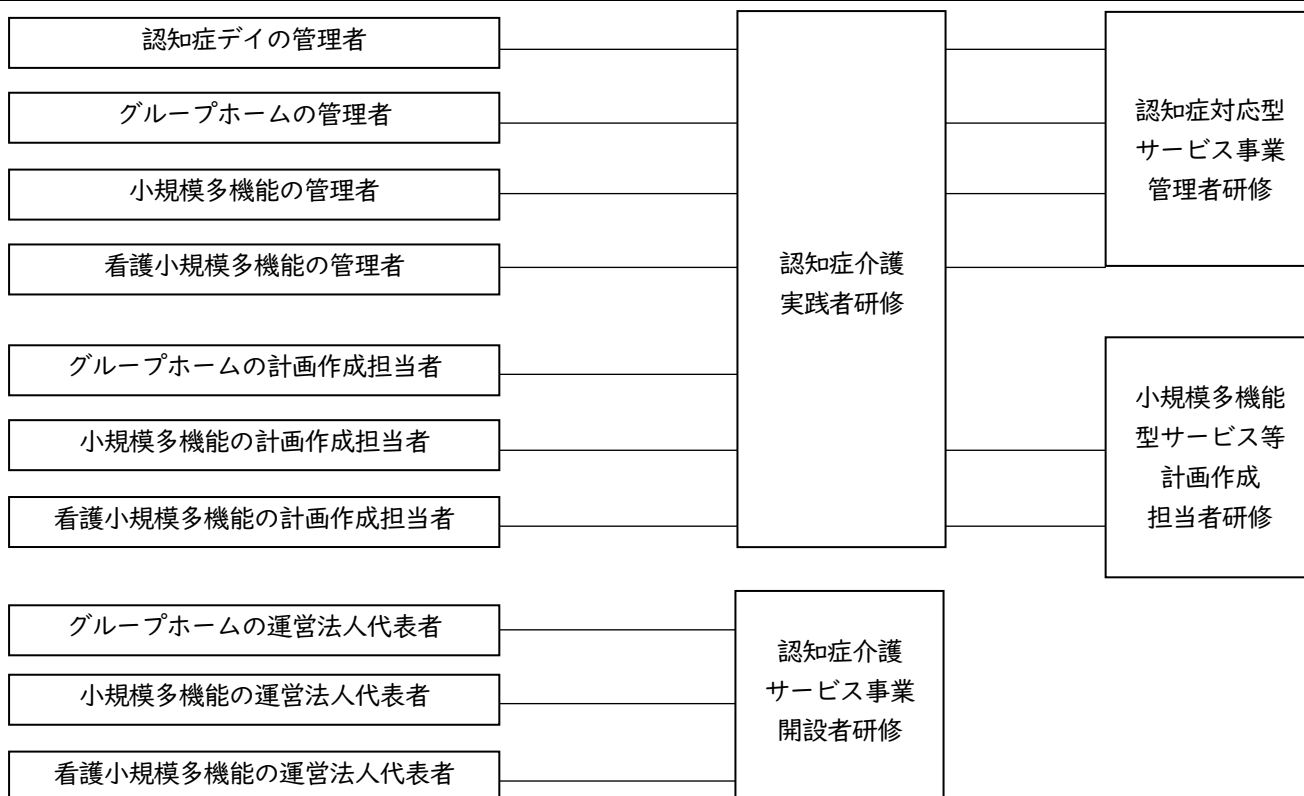 認知症デイの管理者
グループホームの管理者
小規模多機能の管理者
看護小規模多機能の管理者
グループホームの計画作成担当者
小規模多機能の計画作成担当者
看護小規模多機能の計画作成担当者
認知症介護
実践者研修
認知症対応型
サービス事業
管理者研修
小規模多機能
型サービス等
計画作成
担当者研修
グループホームの運営法人代表者
小規模多機能の運営法人代表者
看護小規模多機能の運営法人代表者
認知症介護
サービス事業
開設者研修